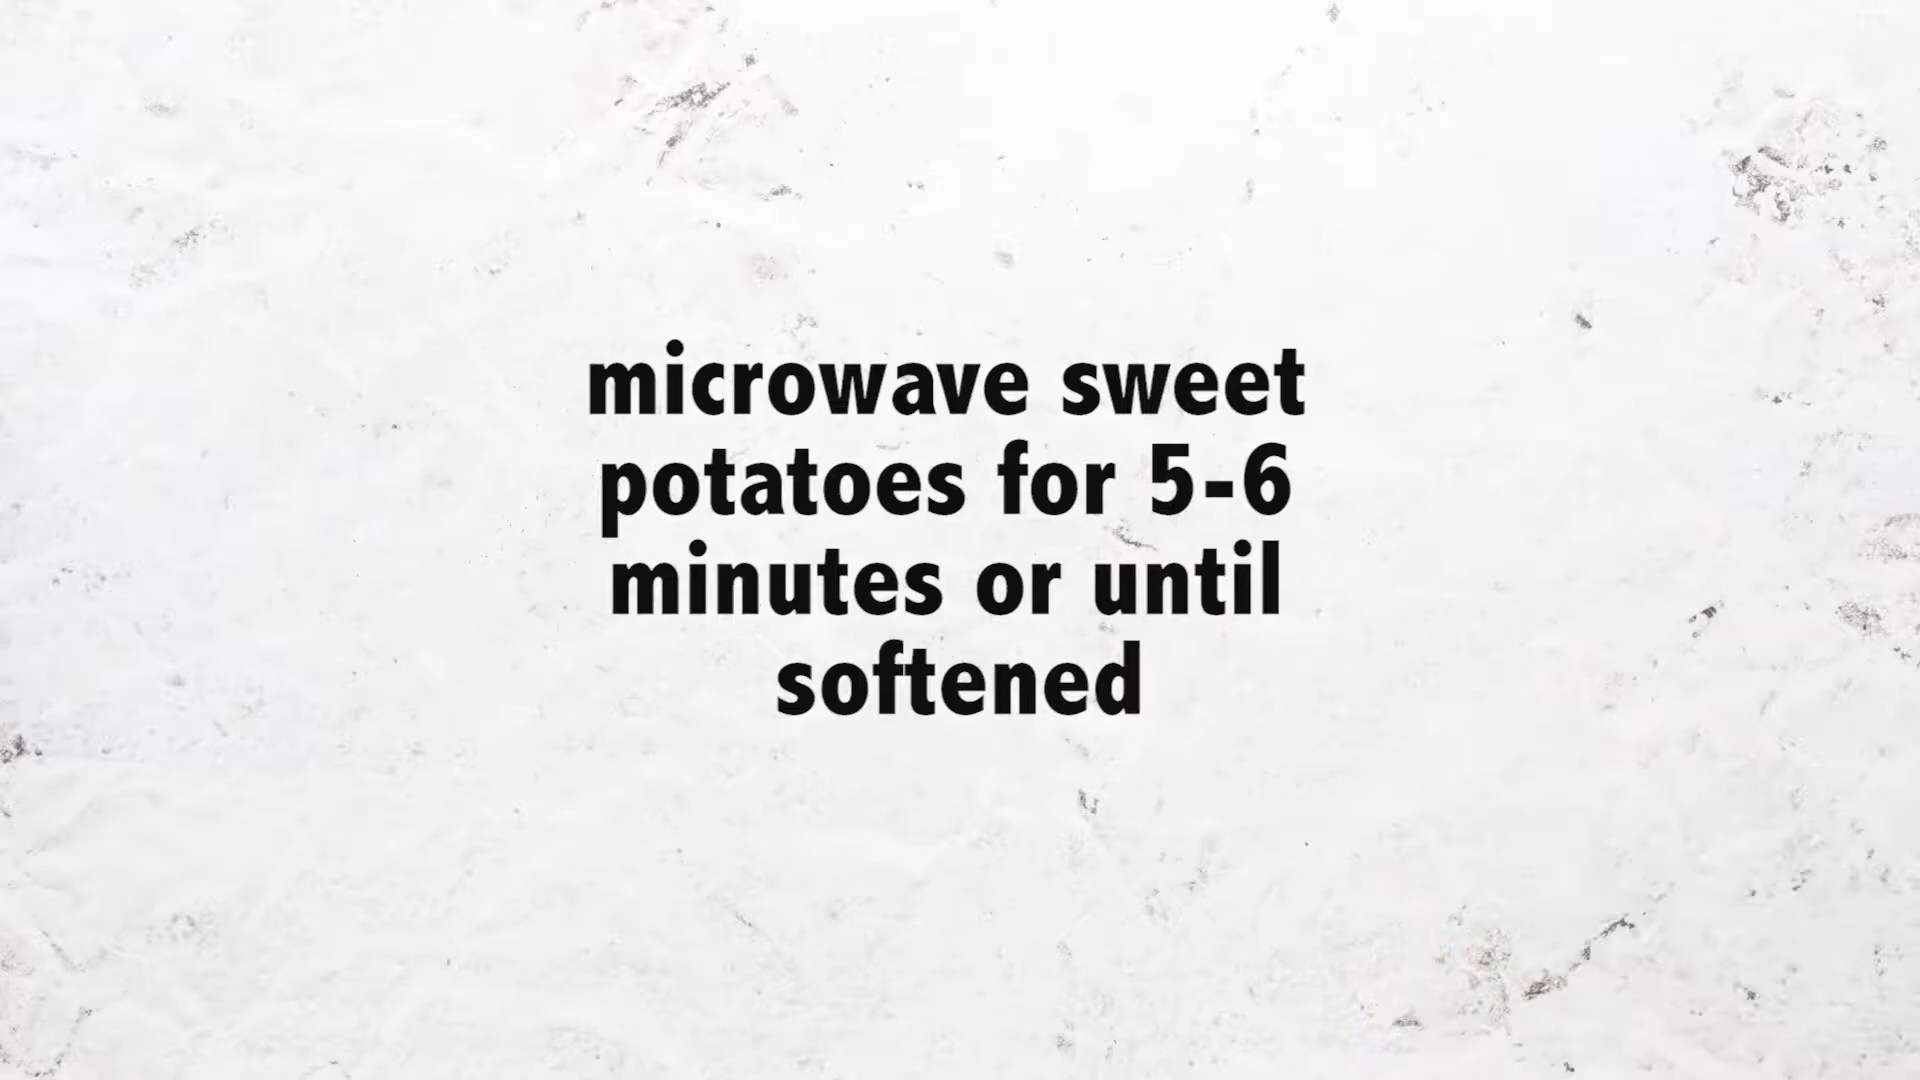 microwave sweet
potatoes for 5-6
minutes or until
softened